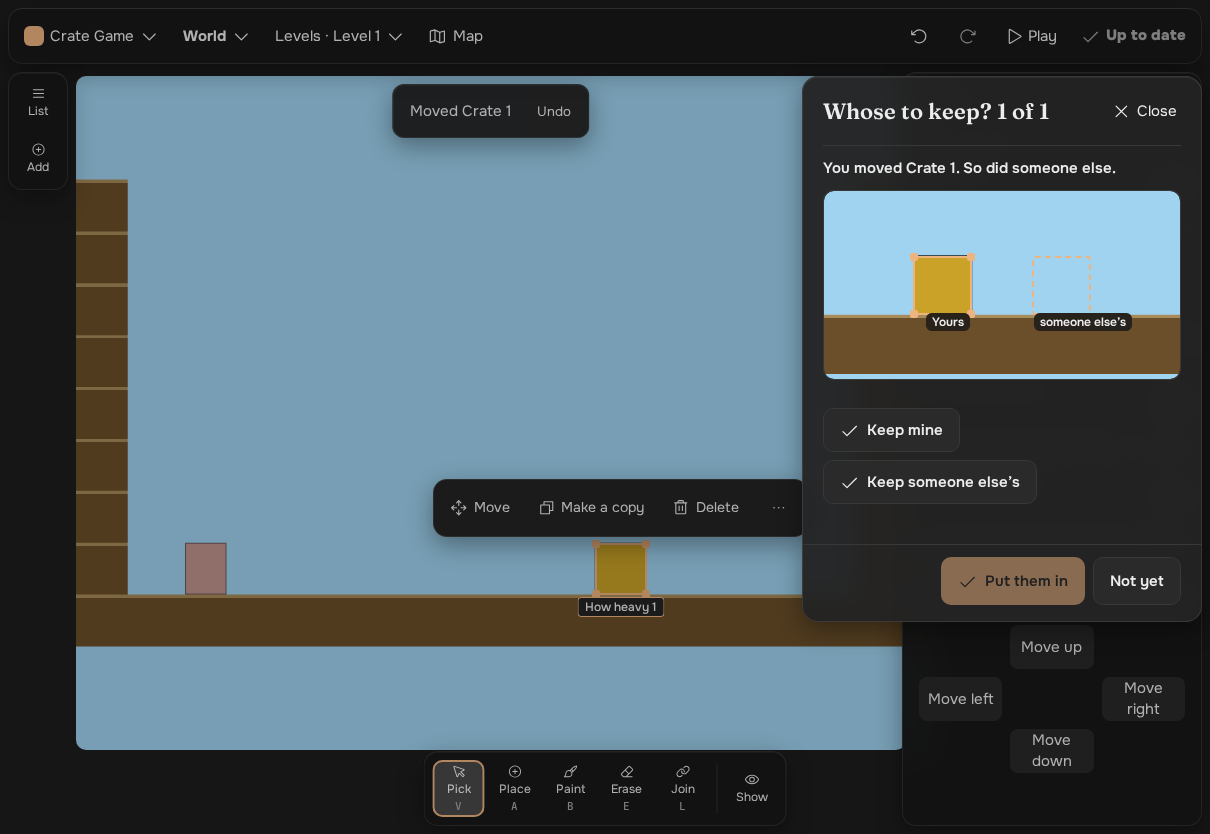 Crate Game
World
Levels · Level 1
Map
Play
Up to date
List
Add
Moved Crate 1
Undo
Whose to keep? 1 of 1
Close
You moved Crate 1. So did someone else.
Yours
someone else’s
Keep mine
Keep someone else’s
Put them in
Not yet
Move
Make a copy
Delete
...
How heavy 1
Move up
Move left
Move
right
Move
down
Pick
V
Place
A
Paint
B
Erase
E
Join
L
Show